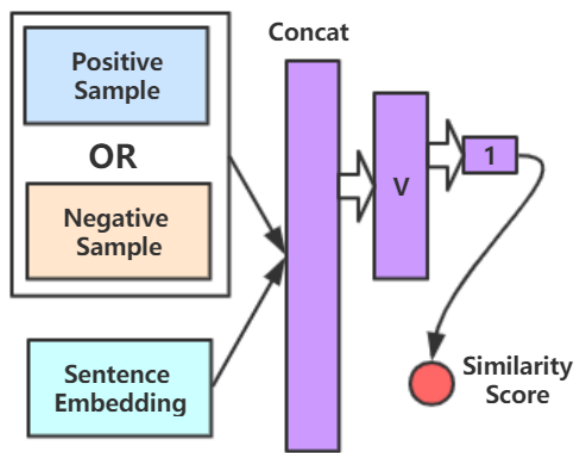 Positive
Sample
OR
Negative
Sample
Sentence
Embedding
Concat
V
1
Similarity
Score